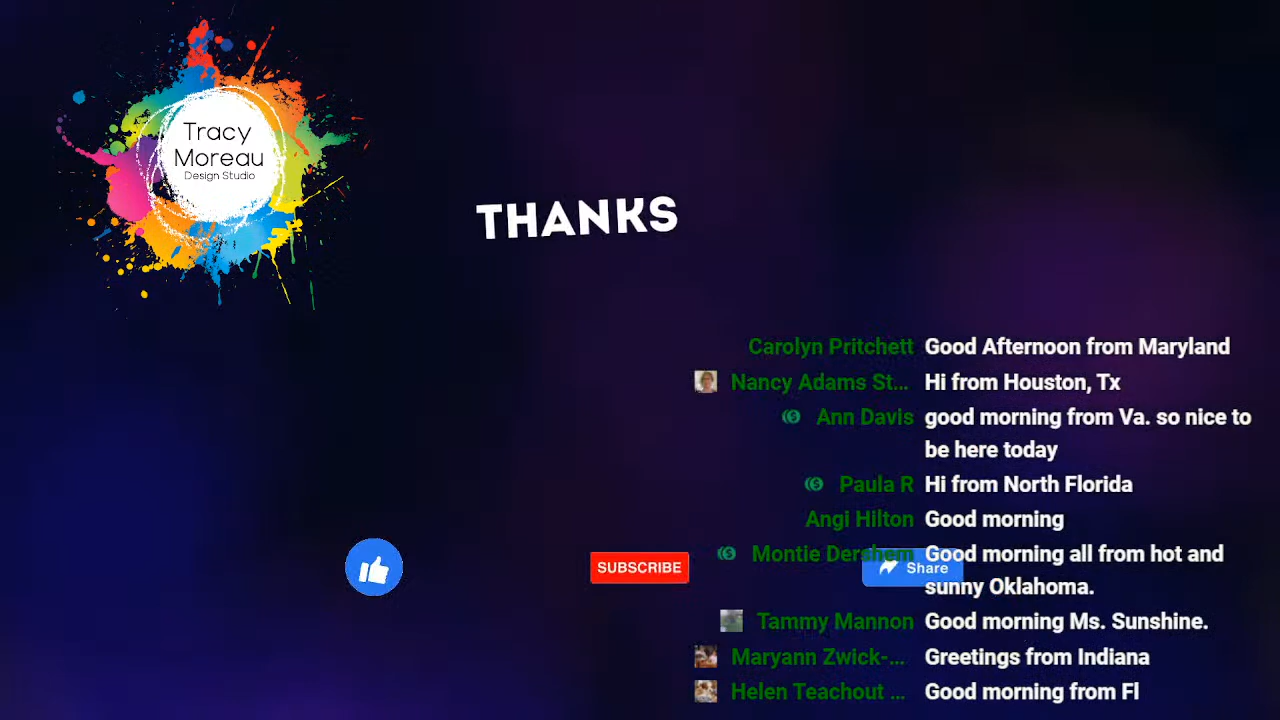 Tracy
Moreau
Design Studio
THANKS
Carolyn Pritchett Good Afternoon from Maryland
Nancy Adams St... Hi from Houston, Tx
Ann Davis good morning from Va. so nice to
be here today
Paula R Hi from North Florida
Angi Hilton Good morning
Montie Dershem Good morning all from hot and
sunny Oklahoma.
SUBSCRIBE
Share
Tammy Mannon Good morning Ms. Sunshine.
Maryann Zwick-... Greetings from Indiana
Helen Teachout ... Good morning from Fl